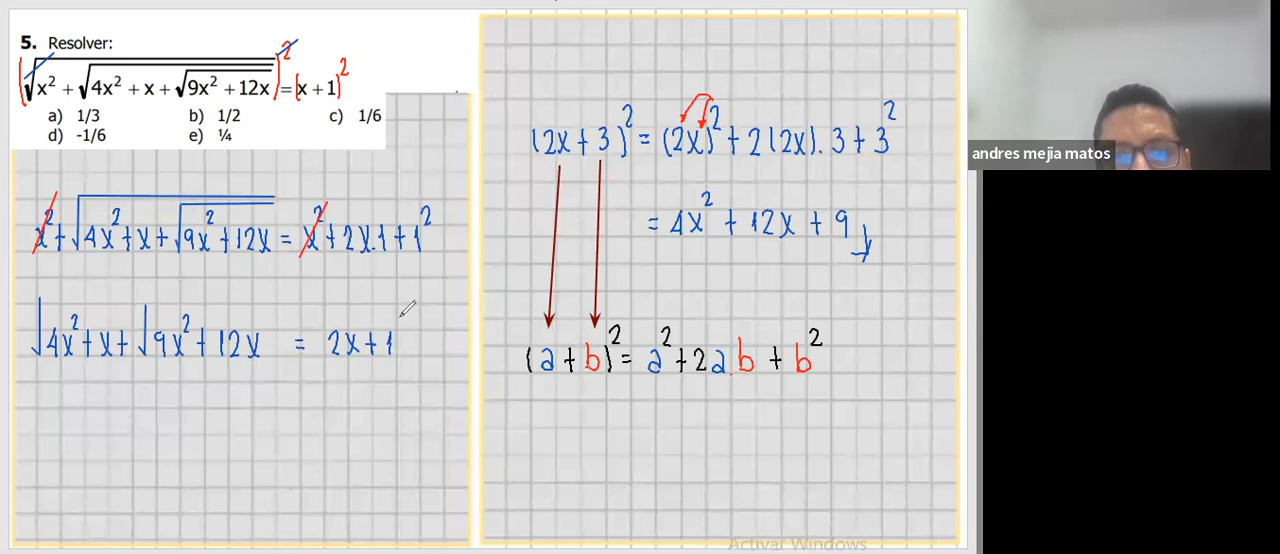 5. Resolver:
(√x² + √4x² + x + √9x² + 12x)² = (x + 1)²
a) 1/3 b) 1/2 c) 1/6
d) -1/6 e) ¼
x² + √4x² + x + √9x² + 12x = x² + 2x.1 + 1²
√4x² + x + √9x² + 12x = 2x + 1
(2x + 3)² = (2x)² + 2(2x).3 + 3²
= 4x² + 12x + 9
(a + b)² = a² + 2a.b + b²
andres mejia matos
Activar Windows